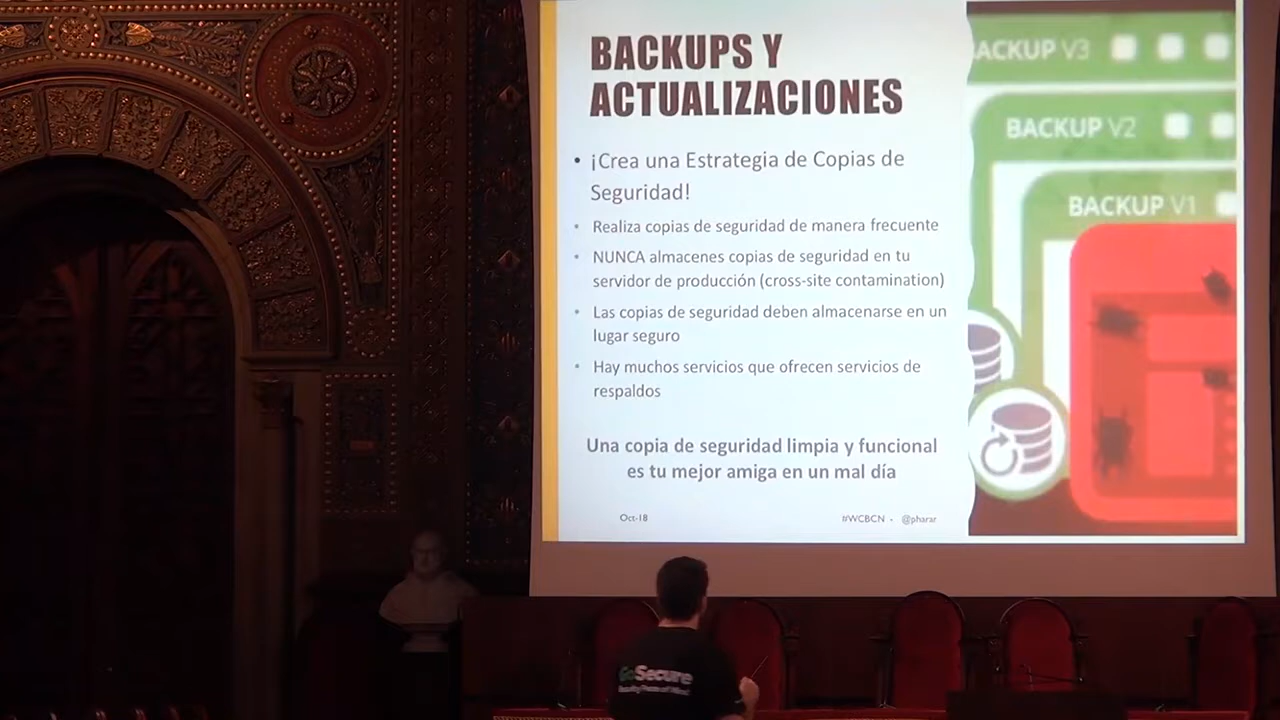 BACKUPS Y
ACTUALIZACIONES
• ¡Crea una Estrategia de Copias de
Seguridad!
• Realiza copias de seguridad de manera frecuente
• NUNCA almacenes copias de seguridad en tu
servidor de producción (cross-site contamination)
• Las copias de seguridad deben almacenarse en un
lugar seguro
• Hay muchos servicios que ofrecen servicios de
respaldos
Una copia de seguridad limpia y funcional
es tu mejor amiga en un mal día
Oct-18
#WCBCN - @pharar
BACKUP V3
BACKUP V2
BACKUP V1
GoSecure